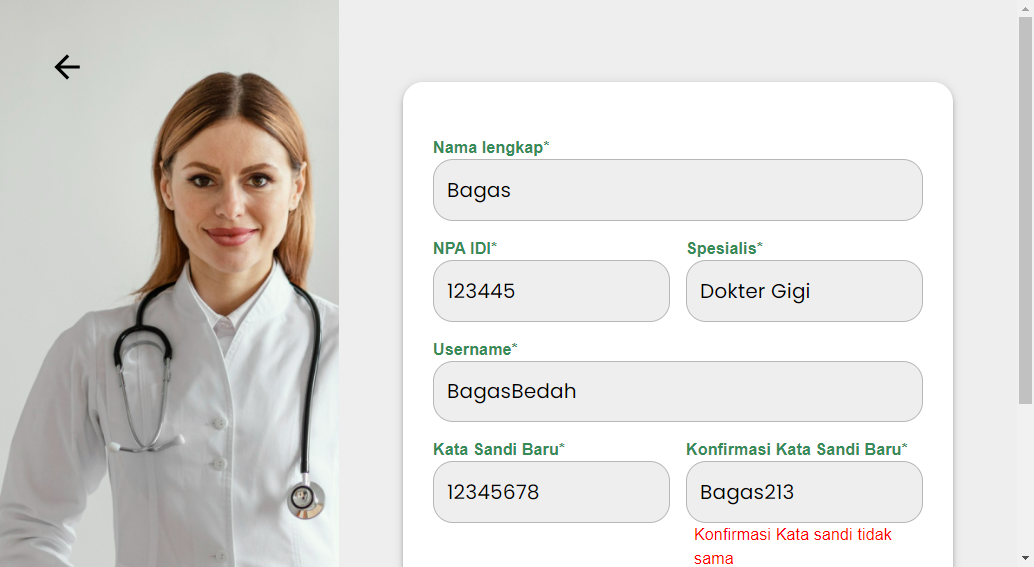 Nama lengkap*
Bagas
NPA IDI*
Spesialis*
123445
Dokter Gigi
Username*
BagasBedah
Kata Sandi Baru*
Konfirmasi Kata Sandi Baru*
12345678
Bagas213
Konfirmasi Kata sandi tidak
sama